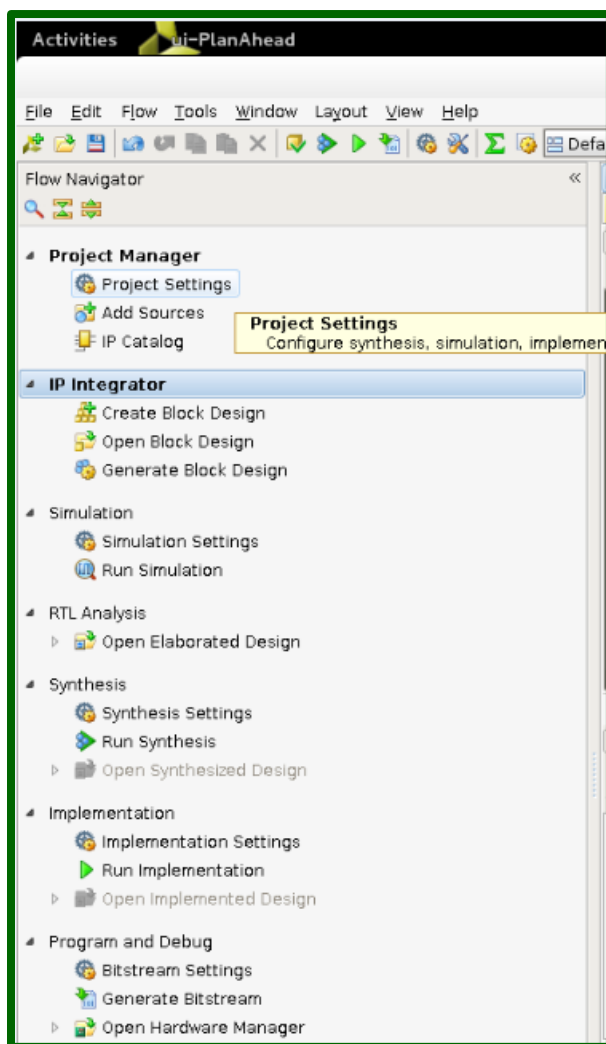 Activities ui-PlanAhead
File Edit Flow Tools Window Layout View Help
Defa
Flow Navigator
Project Manager
Project Settings
Add Sources
IP Catalog
Project Settings
Configure synthesis, simulation, implemen
IP Integrator
Create Block Design
Open Block Design
Generate Block Design
Simulation
Simulation Settings
Run Simulation
RTL Analysis
Open Elaborated Design
Synthesis
Synthesis Settings
Run Synthesis
Open Synthesized Design
Implementation
Implementation Settings
Run Implementation
Open Implemented Design
Program and Debug
Bitstream Settings
Generate Bitstream
Open Hardware Manager